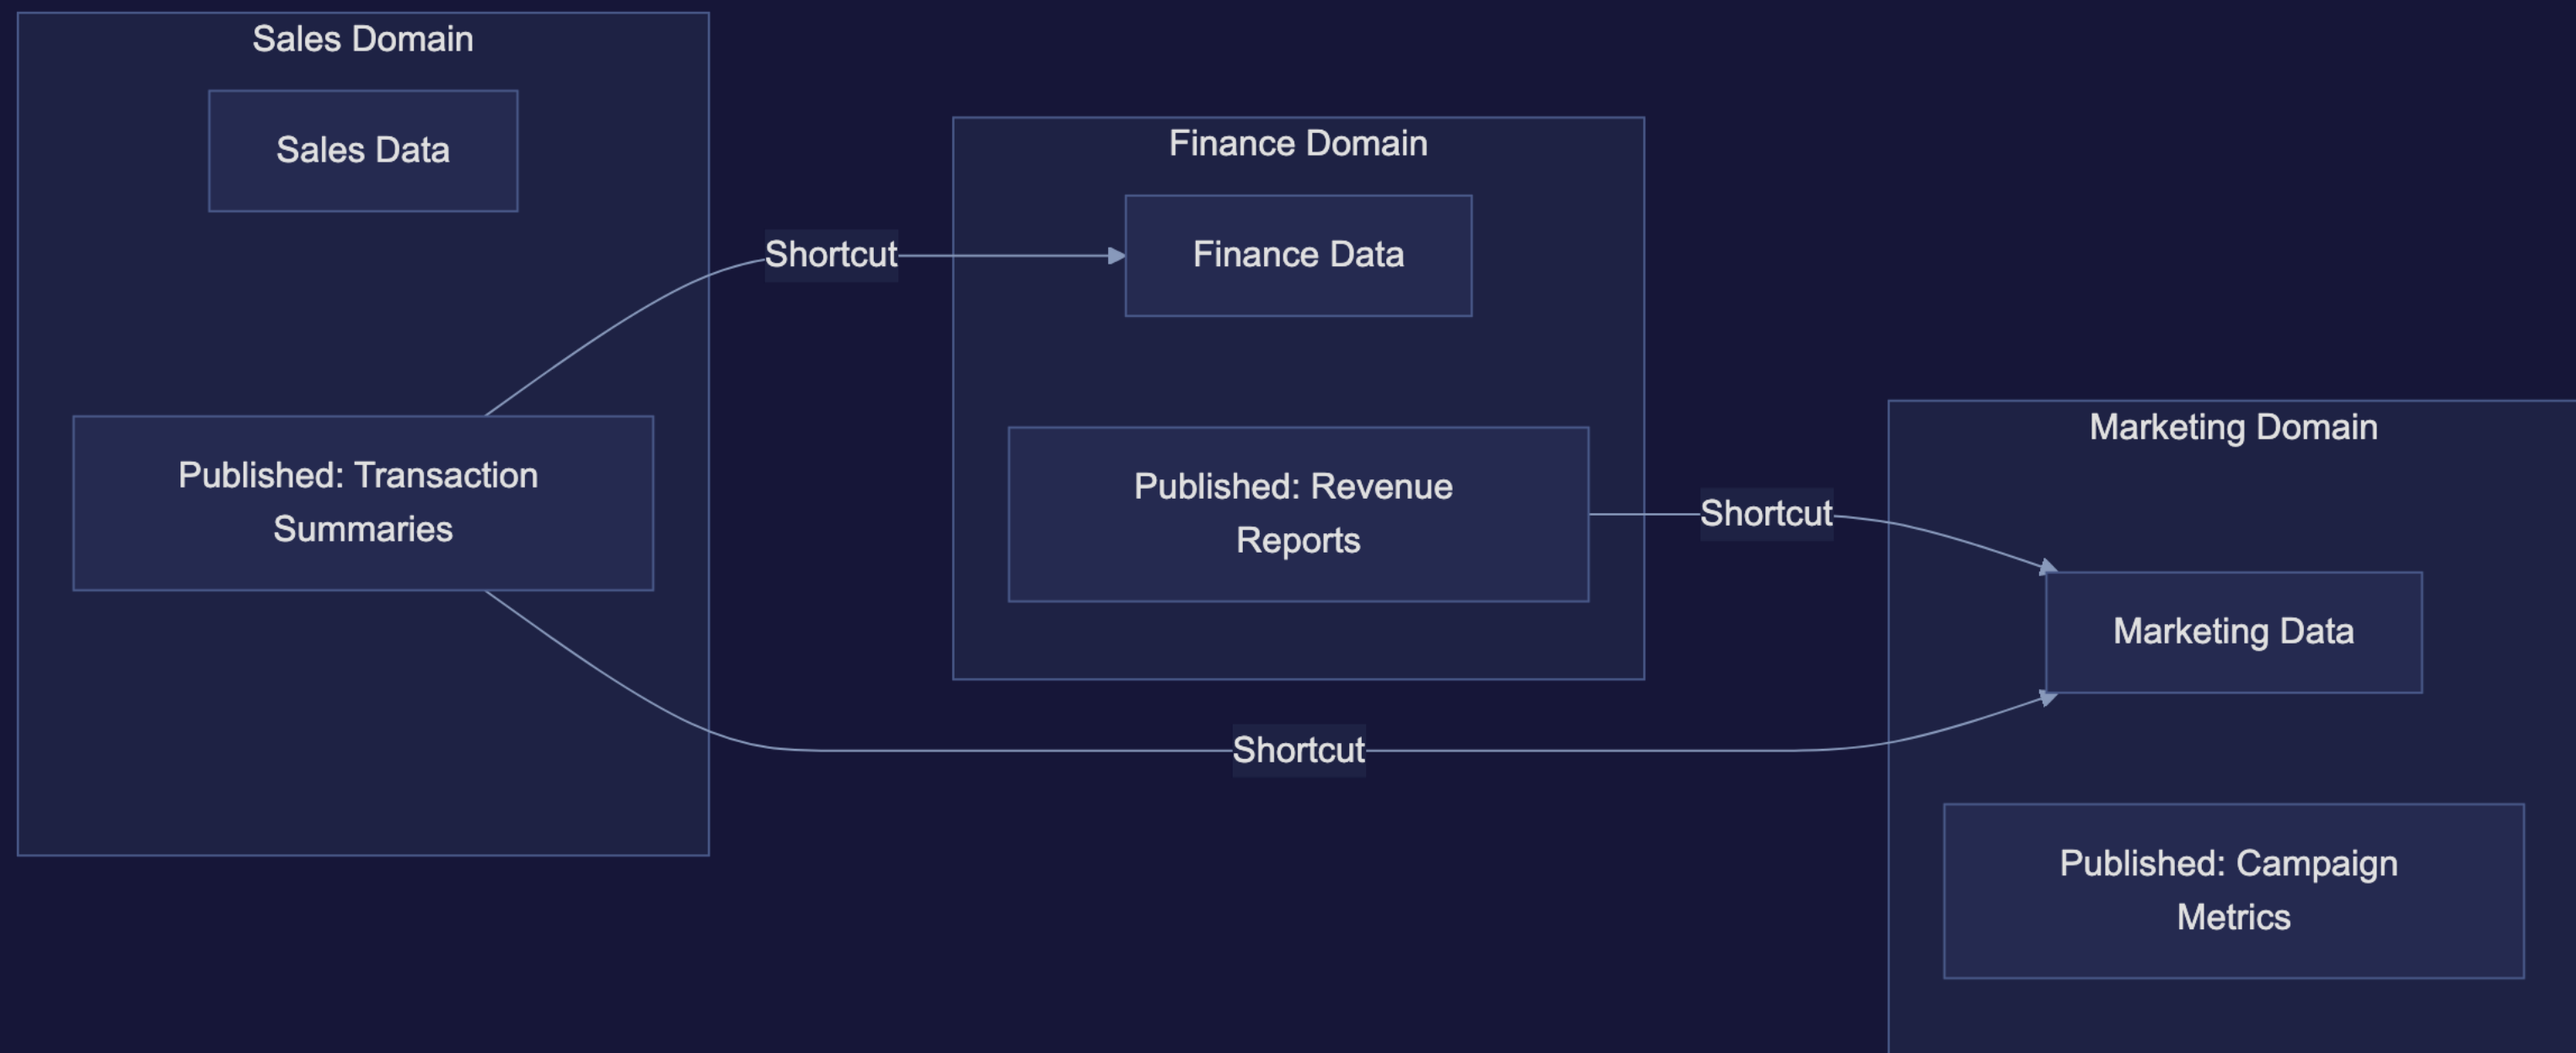 Sales Domain
Sales Data
Published: Transaction
Summaries
Shortcut
Finance Domain
Finance Data
Published: Revenue
Reports
Shortcut
Shortcut
Marketing Domain
Marketing Data
Published: Campaign
Metrics